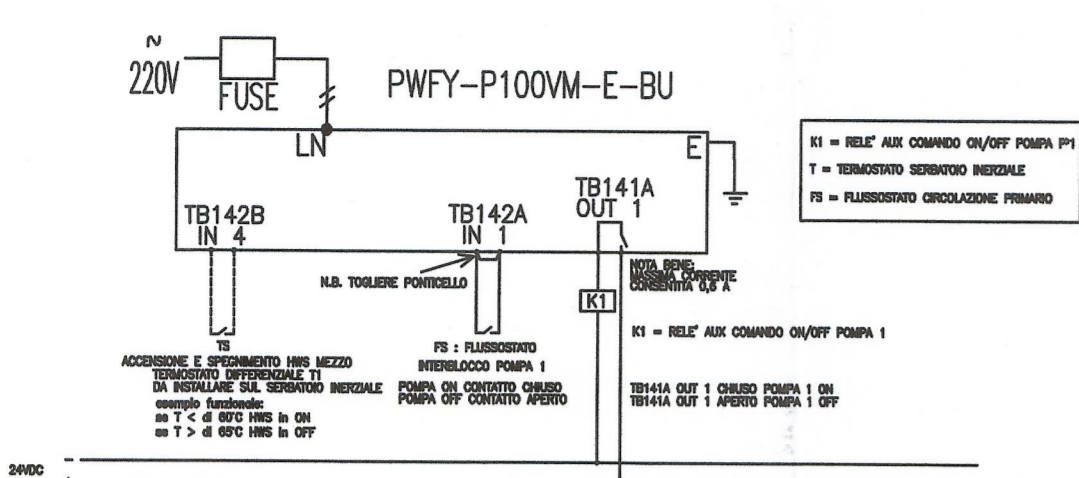 ~
220V
FUSE
PWFY-P100VM-E-BU
LN
E
TB141A
OUT 1
TB142B
IN 4
TB142A
IN 1
N.B. TOGLIERE PONTICELLO
NOTA BENE:
MASSIMA CORRENTE
CONSENTITA 0,6 A
K1
K1 = RELE' AUX COMANDO ON/OFF POMPA 1
TS
ACCENSIONE E SPEGNIMENTO HWS MEZZO
TERMOSTATO DIFFERENZIALE T1
DA INSTALLARE SUL SERBATOIO INERZIALE
esempio funzionale:
se T < di 60°C HWS in ON
se T > di 65°C HWS in OFF
FS : FLUSSOSTATO
INTERBLOCCO POMPA 1
POMPA ON CONTATTO CHIUSO
POMPA OFF CONTATTO APERTO
TB141A OUT 1 CHIUSO POMPA 1 ON
TB141A OUT 1 APERTO POMPA 1 OFF
24VDC
K1 = RELE' AUX COMANDO ON/OFF POMPA P1
T = TERMOSTATO SERBATOIO INERZIALE
FS = FLUSSOSTATO CIRCOLAZIONE PRIMARIO